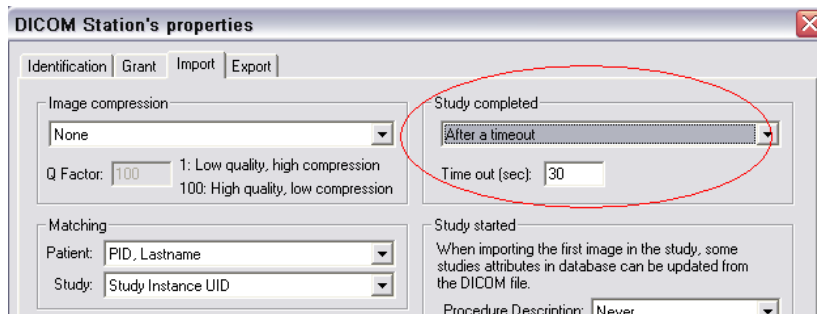 DICOM Station's properties
Identification Grant Import Export
Image compression
None
Q Factor: 100 1: Low quality, high compression
100: High quality, low compression
Matching
Patient: PID, Lastname
Study: Study Instance UID
Study completed
After a timeout
Time out (sec): 30
Study started
When importing the first image in the study, some
studies attributes in database can be updated from
the DICOM file.
Procedure Description: Never